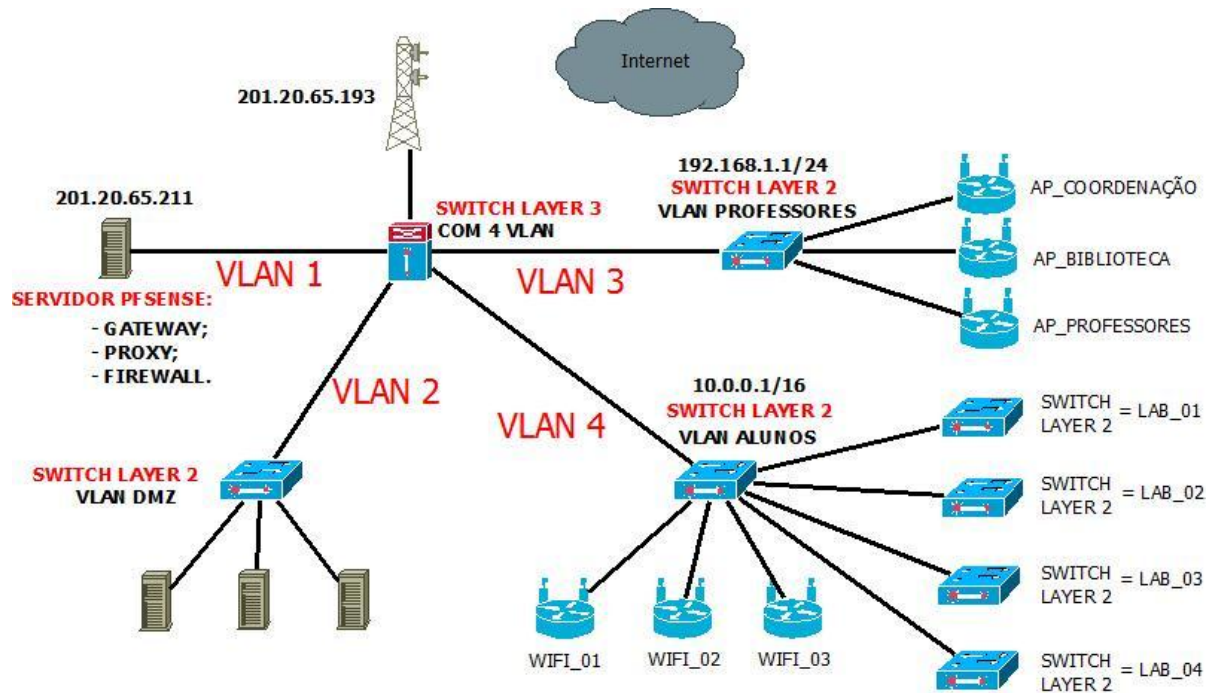 Internet
201.20.65.193
201.20.65.211
SERVIDOR PFSENSE:
- GATEWAY;
- PROXY;
- FIREWALL.
VLAN 1
SWITCH LAYER 3
COM 4 VLAN
VLAN 3
192.168.1.1/24
SWITCH LAYER 2
VLAN PROFESSORES
AP_COORDENAÇÃO
AP_BIBLIOTECA
AP_PROFESSORES
VLAN 2
SWITCH LAYER 2
VLAN DMZ
VLAN 4
10.0.0.1/16
SWITCH LAYER 2
VLAN ALUNOS
WIFI_01
WIFI_02
WIFI_03
SWITCH
LAYER 2 = LAB_01
SWITCH
LAYER 2 = LAB_02
SWITCH
LAYER 2 = LAB_03
SWITCH
LAYER 2 = LAB_04